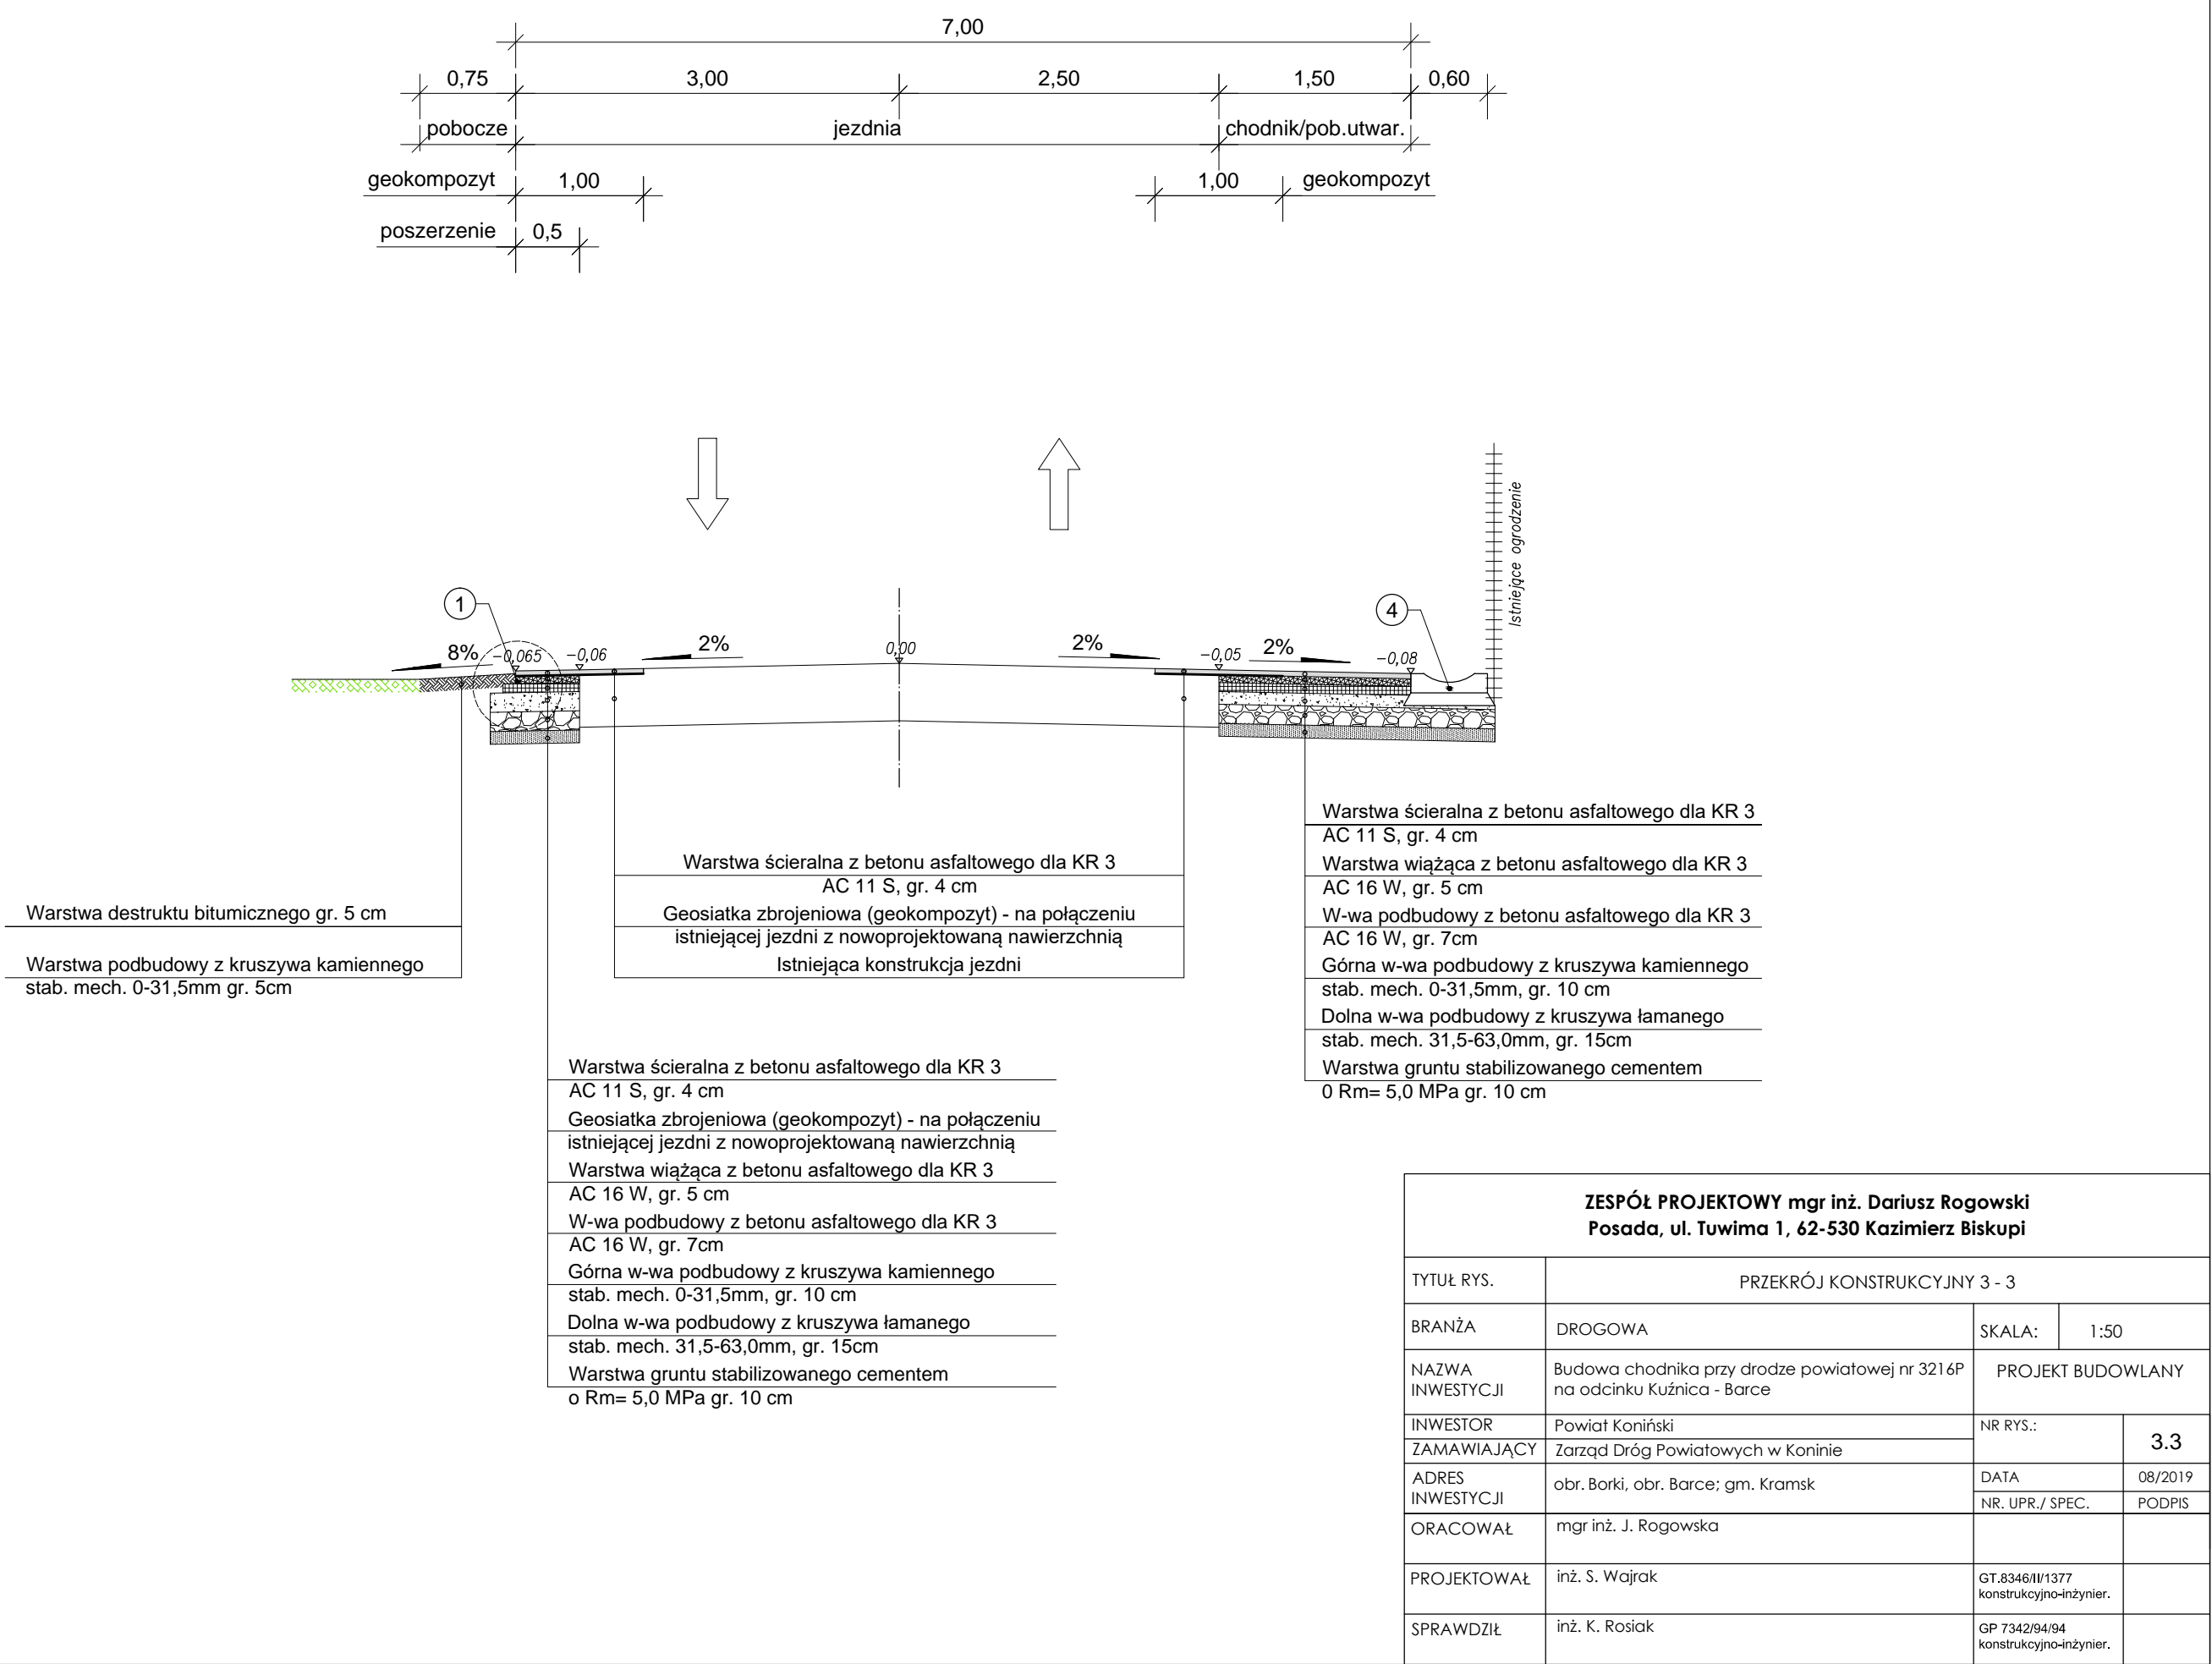 7,00
0,75 3,00 2,50 1,50 0,60
pobocze jezdnia chodnik/pob.utwar.
geokompozyt 1,00 1,00 geokompozyt
poszerzenie 0,5
Istniejące ogrodzenie
1 4
8% −0,065 −0,06 2% 0,00 2% −0,05 2% −0,08
Warstwa destruktu bitumicznego gr. 5 cm
Warstwa podbudowy z kruszywa kamiennego
stab. mech. 0-31,5mm gr. 5cm
Warstwa ścieralna z betonu asfaltowego dla KR 3
AC 11 S, gr. 4 cm
Geosiatka zbrojeniowa (geokompozyt) - na połączeniu
istniejącej jezdni z nowoprojektowaną nawierzchnią
Istniejąca konstrukcja jezdni
Warstwa ścieralna z betonu asfaltowego dla KR 3
AC 11 S, gr. 4 cm
Warstwa wiążąca z betonu asfaltowego dla KR 3
AC 16 W, gr. 5 cm
W-wa podbudowy z betonu asfaltowego dla KR 3
AC 16 W, gr. 7cm
Górna w-wa podbudowy z kruszywa kamiennego
stab. mech. 0-31,5mm, gr. 10 cm
Dolna w-wa podbudowy z kruszywa łamanego
stab. mech. 31,5-63,0mm, gr. 15cm
Warstwa gruntu stabilizowanego cementem
0 Rm= 5,0 MPa gr. 10 cm
Warstwa ścieralna z betonu asfaltowego dla KR 3
AC 11 S, gr. 4 cm
Geosiatka zbrojeniowa (geokompozyt) - na połączeniu
istniejącej jezdni z nowoprojektowaną nawierzchnią
Warstwa wiążąca z betonu asfaltowego dla KR 3
AC 16 W, gr. 5 cm
W-wa podbudowy z betonu asfaltowego dla KR 3
AC 16 W, gr. 7cm
Górna w-wa podbudowy z kruszywa kamiennego
stab. mech. 0-31,5mm, gr. 10 cm
Dolna w-wa podbudowy z kruszywa łamanego
stab. mech. 31,5-63,0mm, gr. 15cm
Warstwa gruntu stabilizowanego cementem
o Rm= 5,0 MPa gr. 10 cm
ZESPÓŁ PROJEKTOWY mgr inż. Dariusz Rogowski
Posada, ul. Tuwima 1, 62-530 Kazimierz Biskupi
TYTUŁ RYS. PRZEKRÓJ KONSTRUKCYJNY 3 - 3
BRANŻA DROGOWA SKALA: 1:50
NAZWA INWESTYCJI Budowa chodnika przy drodze powiatowej nr 3216P
na odcinku Kuźnica - Barce
PROJEKT BUDOWLANY
INWESTOR Powiat Koniński
ZAMAWIAJĄCY Zarząd Dróg Powiatowych w Koninie
NR RYS.: 3.3
ADRES INWESTYCJI obr. Borki, obr. Barce; gm. Kramsk
DATA 08/2019
NR. UPR./ SPEC. PODPIS
ORACOWAŁ mgr inż. J. Rogowska
PROJEKTOWAŁ inż. S. Wajrak GT.8346/II/1377
konstrukcyjno-inżynier.
SPRAWDZIŁ inż. K. Rosiak GP 7342/94/94
konstrukcyjno-inżynier.